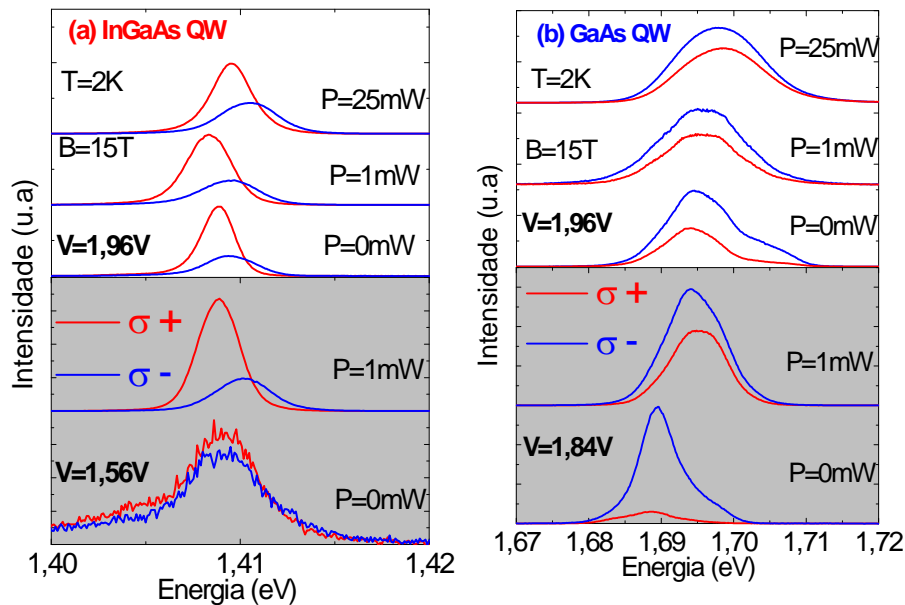 (a) InGaAs QW
T=2K
P=25mW
B=15T
P=1mW
V=1,96V
P=0mW
σ +
σ -
P=1mW
V=1,56V
P=0mW
1,40
1,41
1,42
Energia (eV)
Intensidade (u.a)
(b) GaAs QW
T=2K
P=25mW
B=15T
P=1mW
V=1,96V
P=0mW
σ +
σ -
P=1mW
V=1,84V
P=0mW
1,67
1,68
1,69
1,70
1,71
1,72
Energia (eV)
Intensidade (u.a)